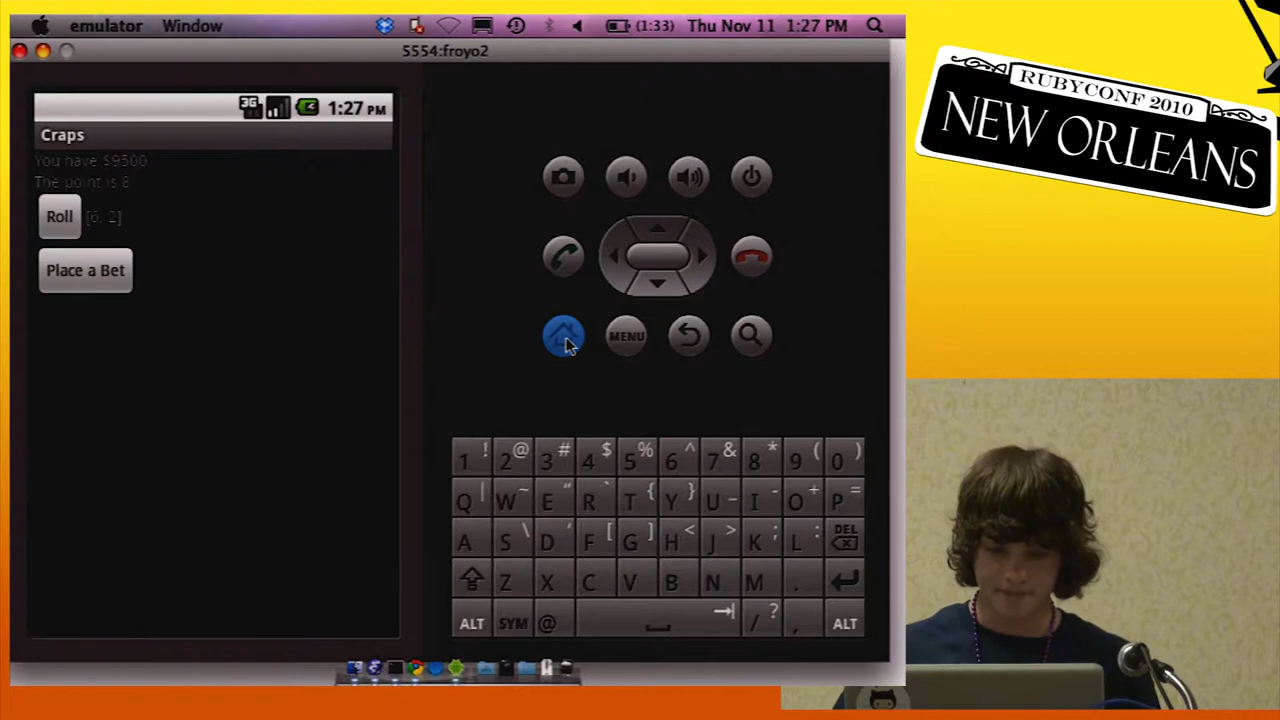 emulator Window (1:33) Thu Nov 11 1:27 PM
5554:froyo2
3G 1:27 PM
Craps
You have $9500
The point is 8
Roll [6, 2]
Place a Bet
MENU
1 ! 2 @ 3 # 4 $ 5 % 6 ^ 7 & 8 * 9 ( 0 )
Q | W ~ E “ R ` T { Y } U _ I - O + P =
A S \ D ‘ F [ G ] H < J > K ; L : DEL
Z X C V B N M .
ALT SYM @ / ? , ALT
RUBYCONF 2010
NEW ORLEANS